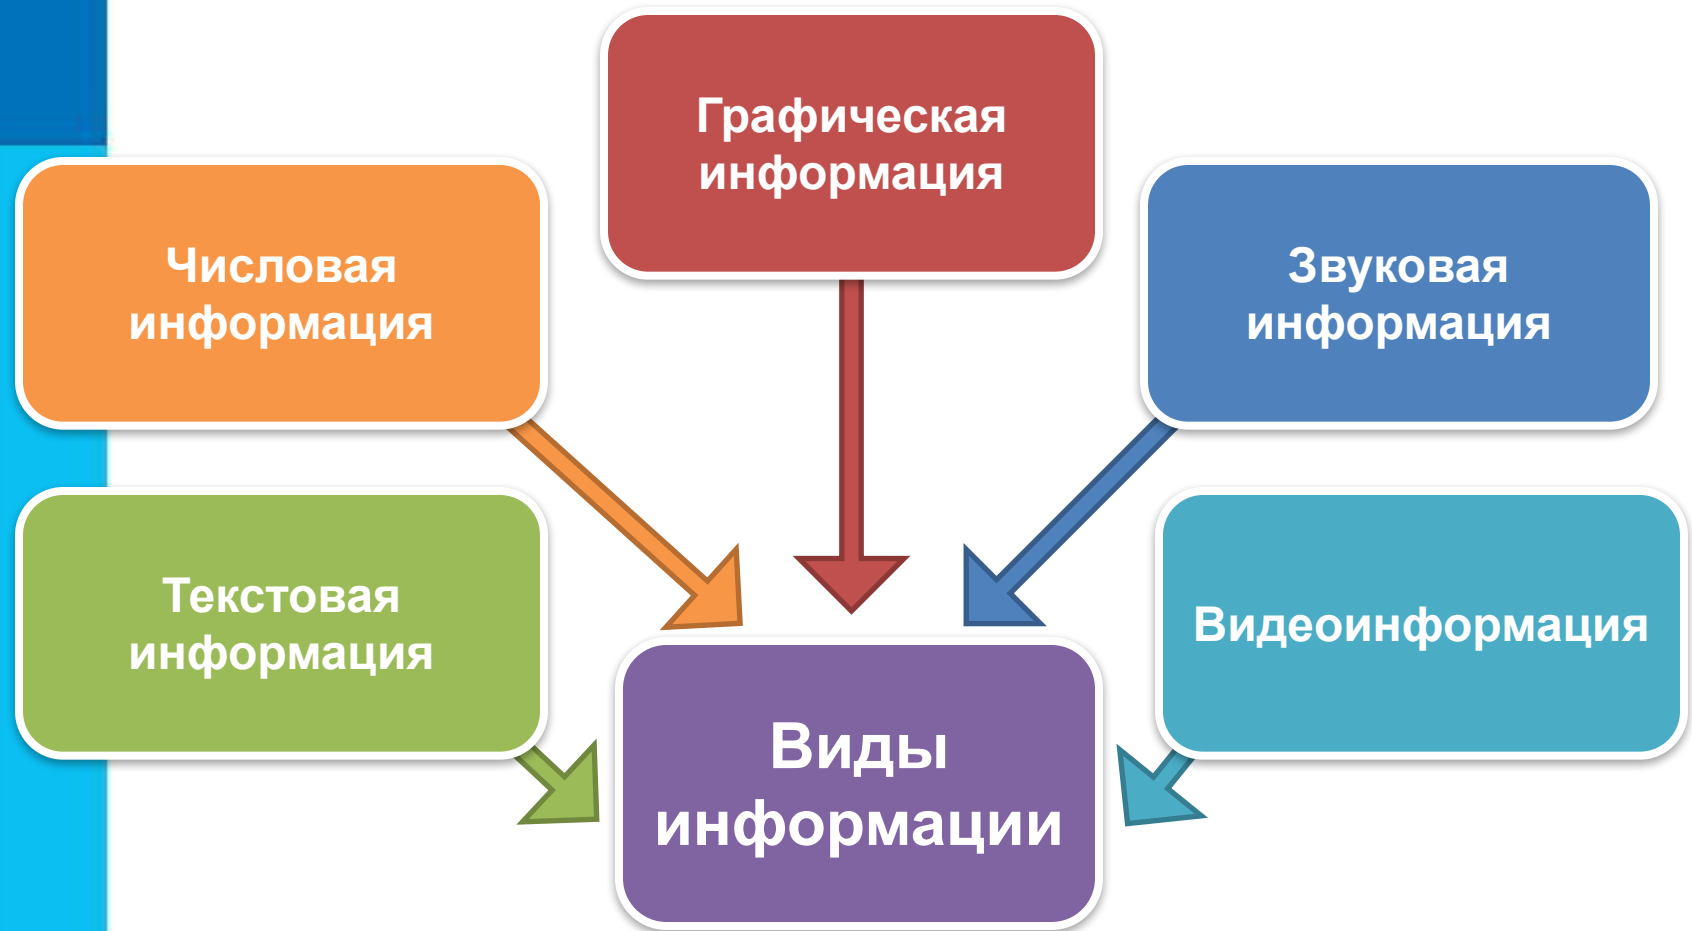 Графическая
информация
Числовая
информация
Звуковая
информация
Текстовая
информация
Видеоинформация
Виды
информации